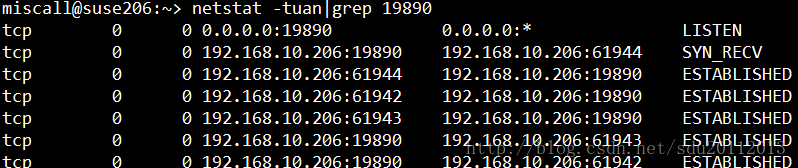 miscall@suse206:~> netstat -tuan|grep 19890
tcp 0 0 0.0.0.0:19890 0.0.0.0:* LISTEN
tcp 0 0 192.168.10.206:19890 192.168.10.206:61944 SYN_RECV
tcp 0 0 192.168.10.206:61944 192.168.10.206:19890 ESTABLISHED
tcp 0 0 192.168.10.206:61942 192.168.10.206:19890 ESTABLISHED
tcp 0 0 192.168.10.206:61943 192.168.10.206:19890 ESTABLISHED
tcp 0 0 192.168.10.206:19890 192.168.10.206:61943 ESTABLISHED
tcp 0 0 192.168.10.206:19890 192.168.10.206:61942 ESTABLISHED